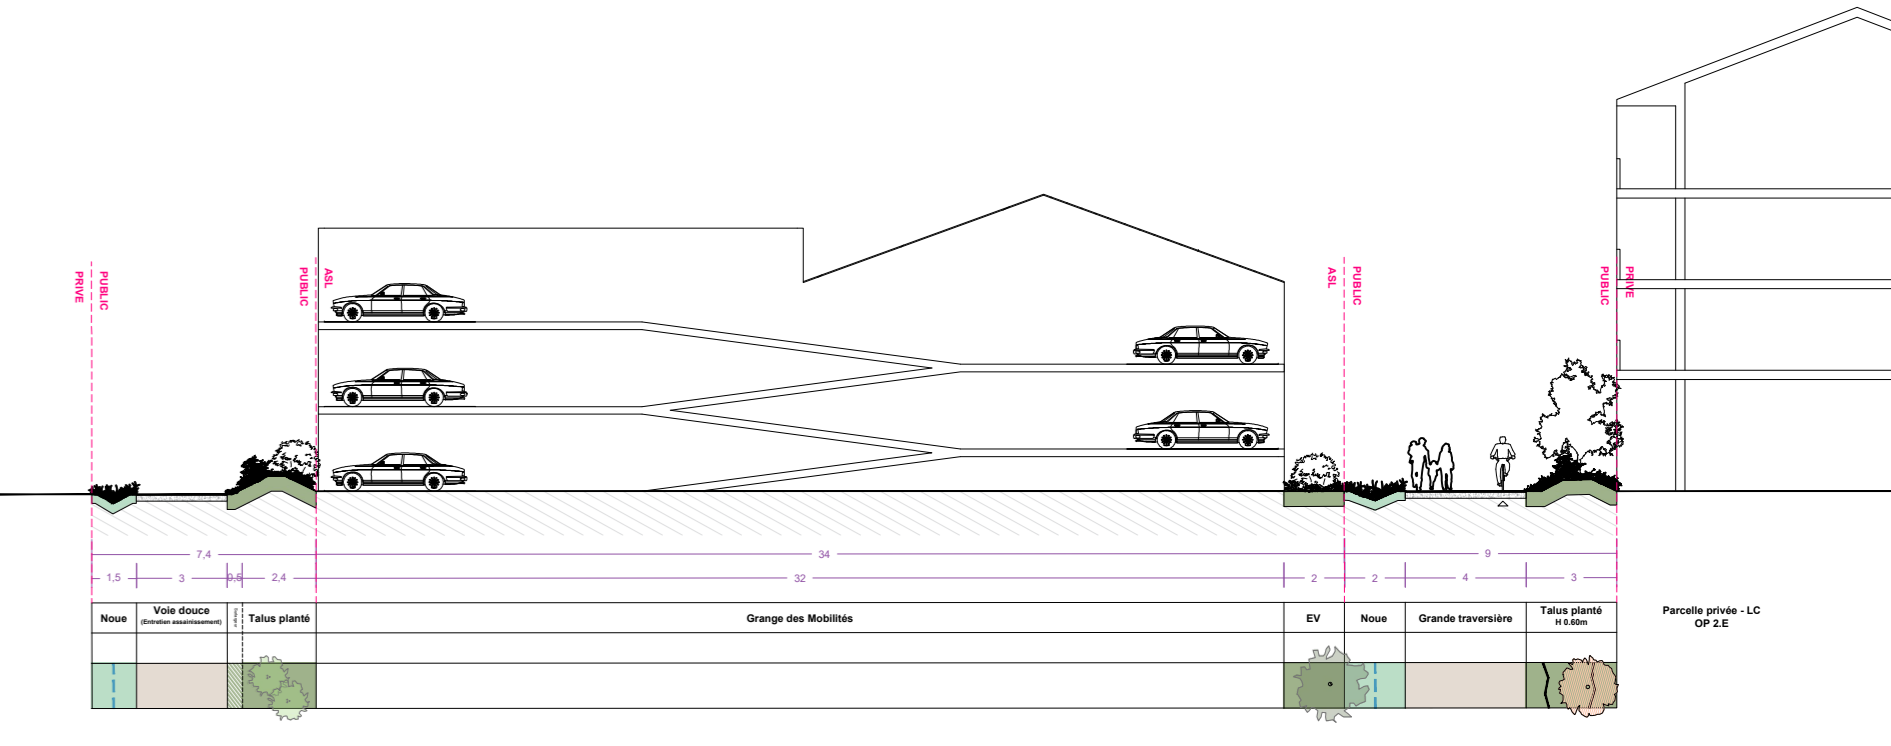 PRIVE
PUBLIC
PUBLIC
ASL
ASL
PUBLIC
PUBLIC
PRIVE
7,4
34
9
1,5
3
0,5
2,4
32
2
2
4
3
Noue
Voie douce
(Entretien assainissement)
Talus planté
Grange des Mobilités
EV
Noue
Grande traversière
Talus planté
H 0.60m
Parcelle privée - LC
OP 2.E